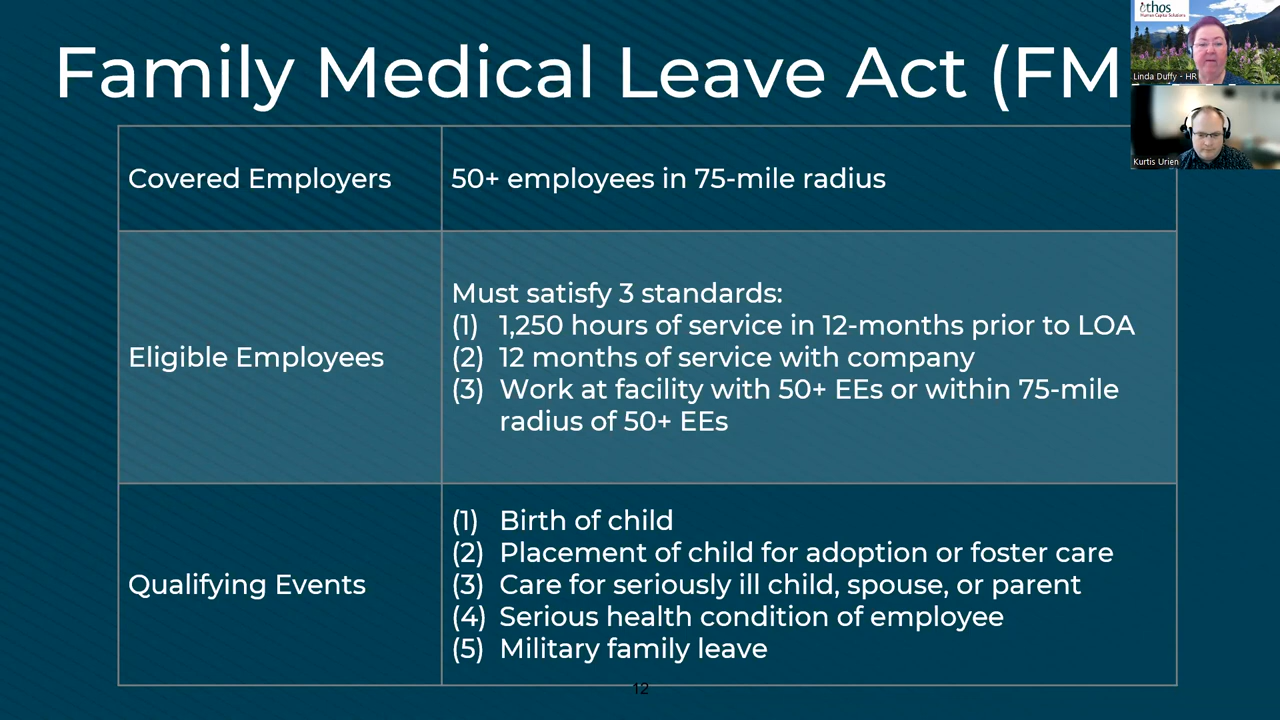 Family Medical Leave Act (FM
óthos
Human Capital Solutions
Linda Duffy - HR
Kurtis Urien
Covered Employers
50+ employees in 75-mile radius
Eligible Employees
Must satisfy 3 standards:
(1) 1,250 hours of service in 12-months prior to LOA
(2) 12 months of service with company
(3) Work at facility with 50+ EEs or within 75-mile
radius of 50+ EEs
Qualifying Events
(1) Birth of child
(2) Placement of child for adoption or foster care
(3) Care for seriously ill child, spouse, or parent
(4) Serious health condition of employee
(5) Military family leave
12